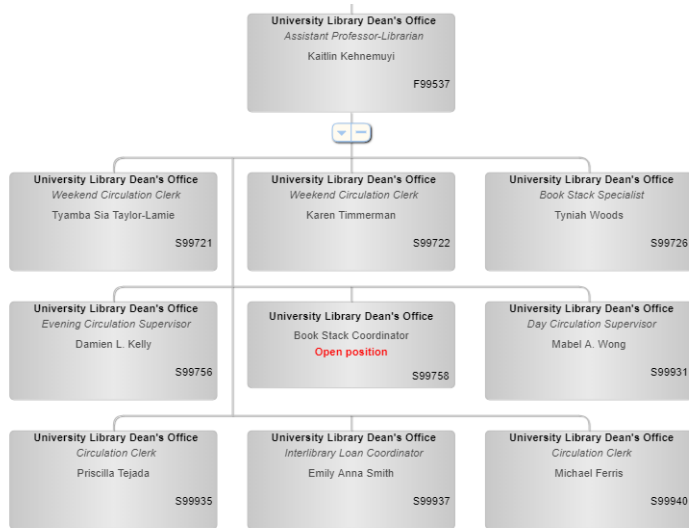 University Library Dean's Office
Assistant Professor-Librarian
Kaitlin Kehnemuyi
F99537
University Library Dean's Office
Weekend Circulation Clerk
Tyamba Sia Taylor-Lamie
S99721
University Library Dean's Office
Weekend Circulation Clerk
Karen Timmerman
S99722
University Library Dean's Office
Book Stack Specialist
Tyniah Woods
S99726
University Library Dean's Office
Evening Circulation Supervisor
Damien L. Kelly
S99756
University Library Dean's Office
Book Stack Coordinator
Open position
S99758
University Library Dean's Office
Day Circulation Supervisor
Mabel A. Wong
S99931
University Library Dean's Office
Circulation Clerk
Priscilla Tejada
S99935
University Library Dean's Office
Interlibrary Loan Coordinator
Emily Anna Smith
S99937
University Library Dean's Office
Circulation Clerk
Michael Ferris
S99940